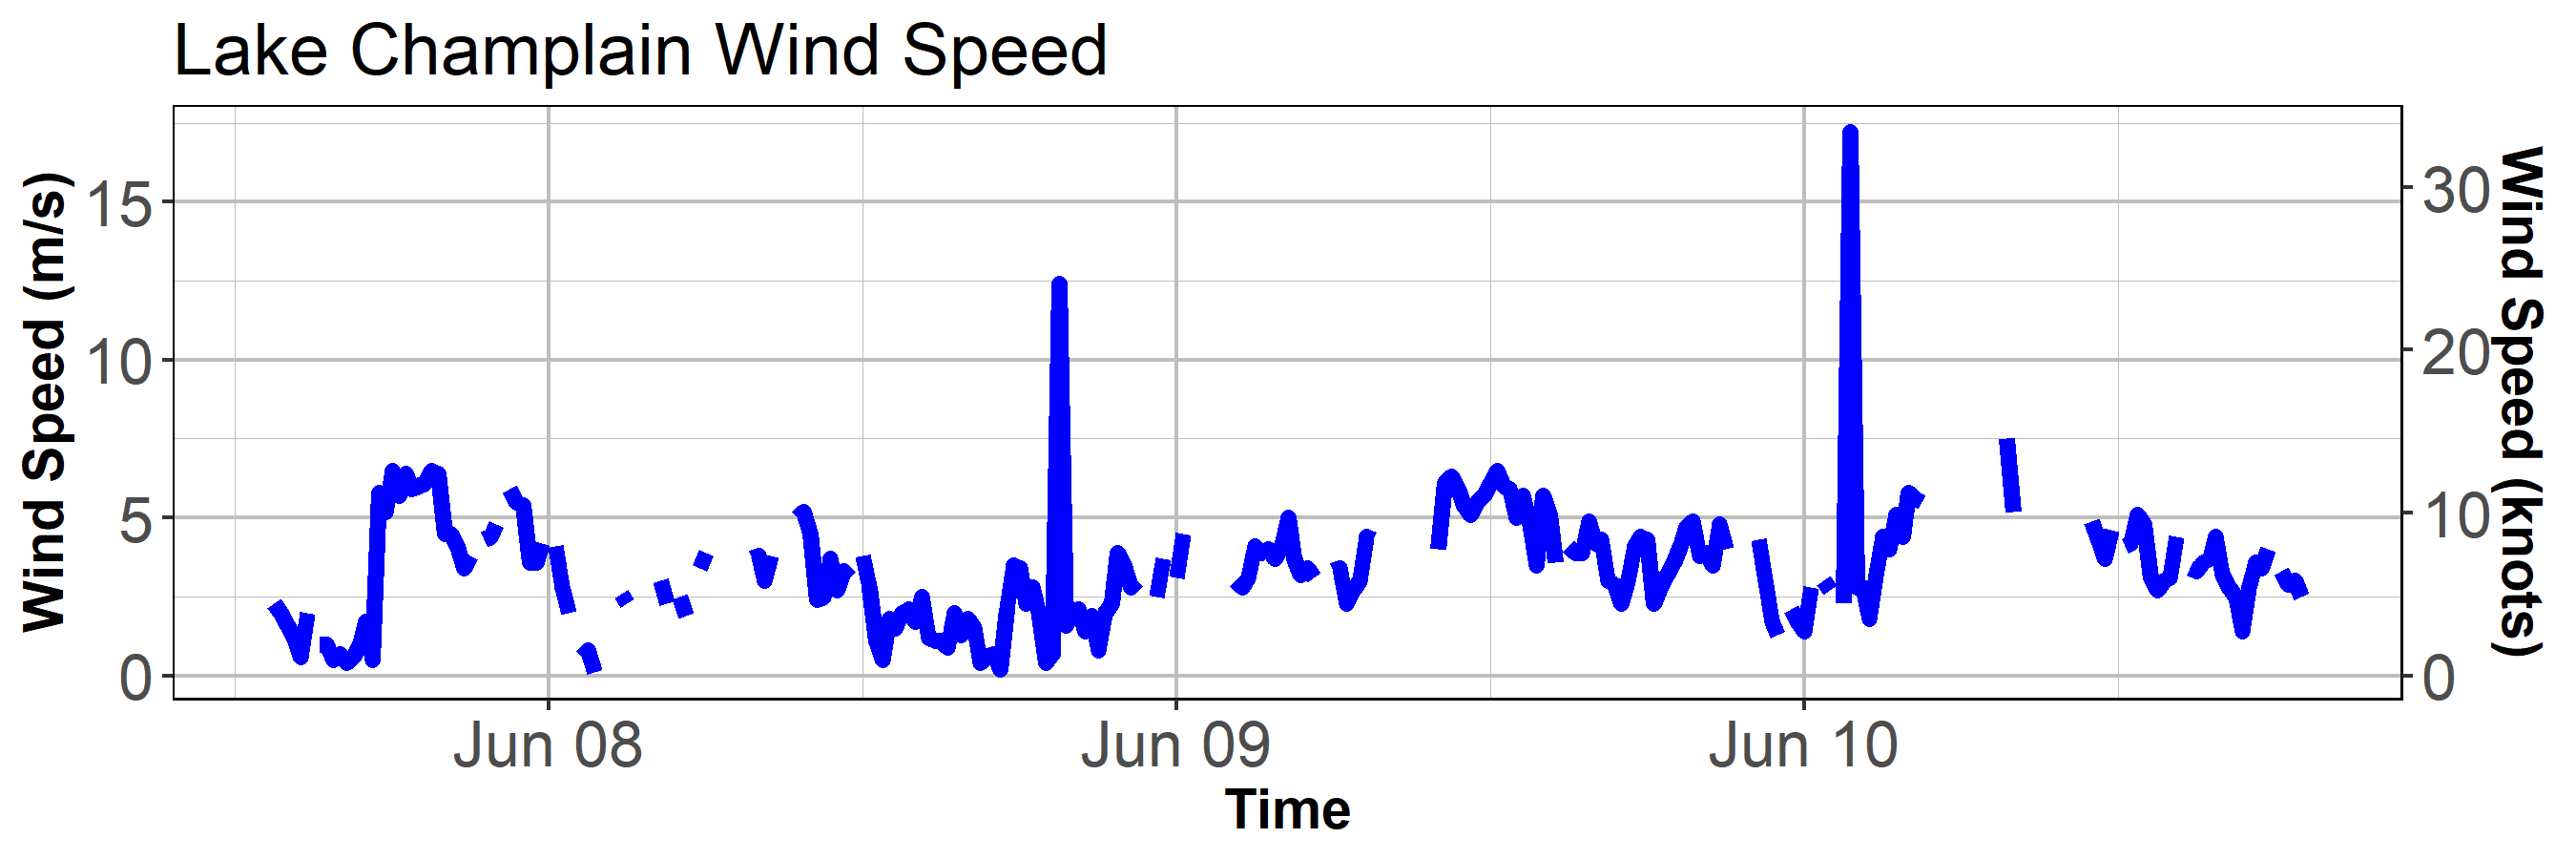 Lake Champlain Wind Speed
Wind Speed (m/s)
15
10
5
0
30
20
10
0
Wind Speed (knots)
Jun 08
Jun 09
Jun 10
Time